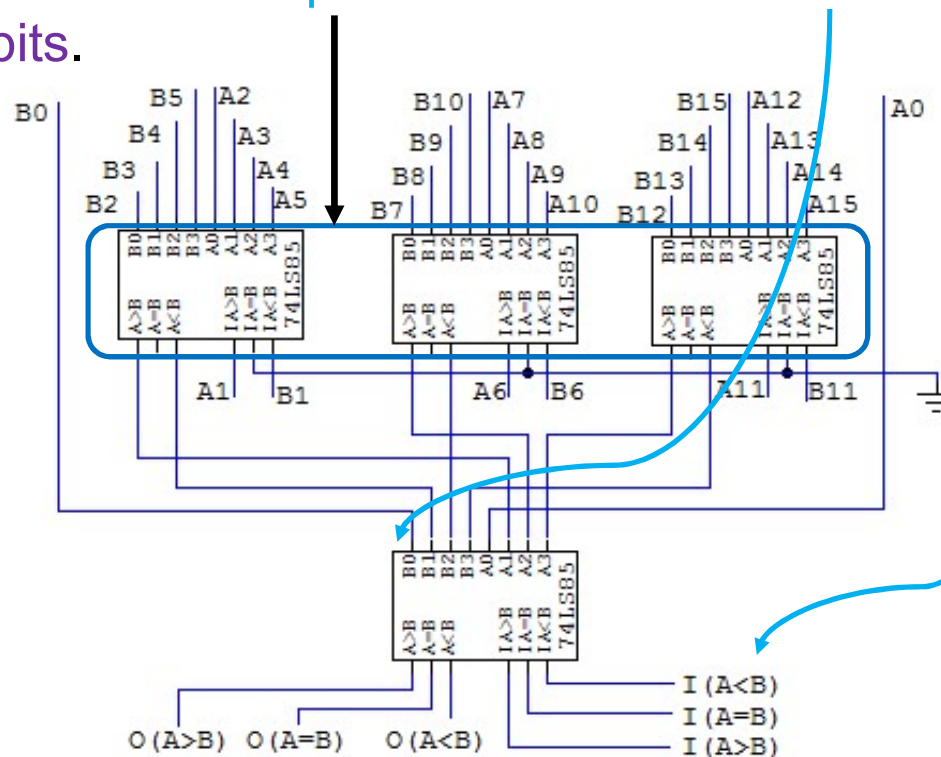 bits.
B0
B5
A2
B4
A3
B3
A4
B2
A5
B10
A7
B9
A8
B8
A9
B7
A10
B15
A12
B14
A13
B13
A14
B12
A15
A0
B0 B1 B2 B3 A0 A1 A2 A3
A>B A=B A<B IA>B IA=B IA<B
74LS85
B0 B1 B2 B3 A0 A1 A2 A3
A>B A=B A<B IA>B IA=B IA<B
74LS85
B0 B1 B2 B3 A0 A1 A2 A3
A>B A=B A<B IA>B IA=B IA<B
74LS85
A1 B1
A6 B6
A11 B11
B0 B1 B2 B3 A0 A1 A2 A3
A>B A=B A<B IA>B IA=B IA<B
74LS85
I(A<B)
I(A=B)
I(A>B)
O(A>B) O(A=B) O(A<B)